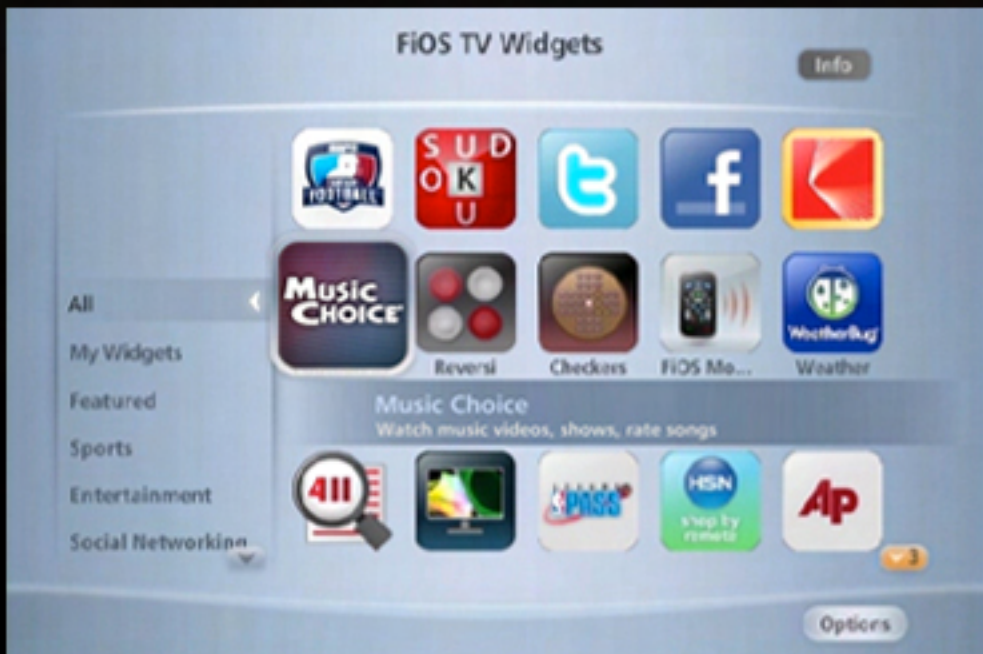 FiOS TV Widgets
Info
FOOTBALL
SUD
OKU
U
t
f
All
MUSIC
CHOICE
My Widgets
Reversi
Checkers
FiOS Mo...
WeatherBug
Weather
Featured
Music Choice
Watch music videos, shows, rate songs
Sports
Entertainment
Social Networking
411
PASS
HSN
shop by
remote
AP
3
Options